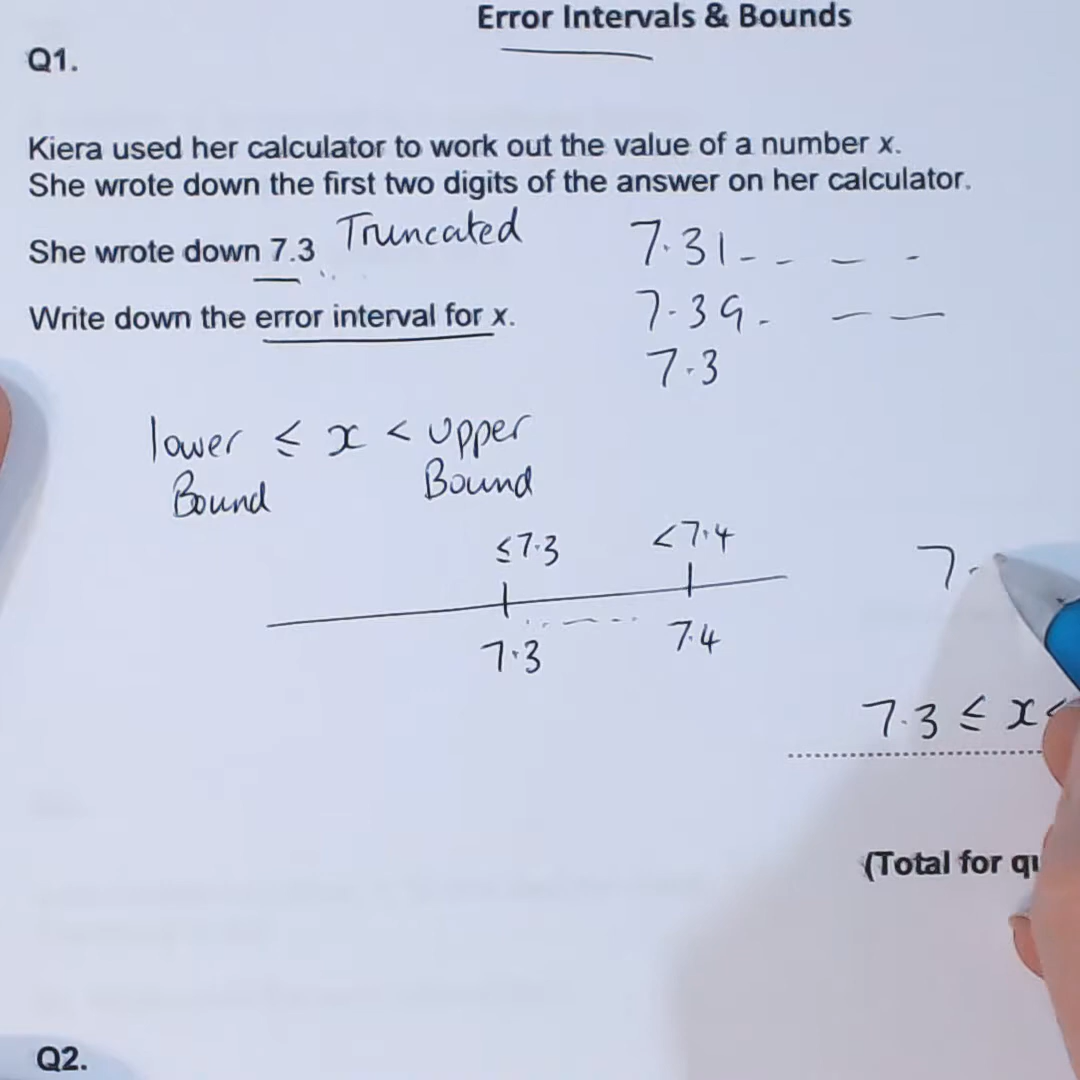 Error Intervals & Bounds
Q1.
Kiera used her calculator to work out the value of a number x.
She wrote down the first two digits of the answer on her calculator.
She wrote down 7.3 Truncated 7.31-- - -
7.39- - -
Write down the error interval for x.
7.3
lower ≤ x < upper
Bound Bound
≤7.3 <7.4
7.
7.3 7.4
7.3 ≤ x <
(Total for
Q2.